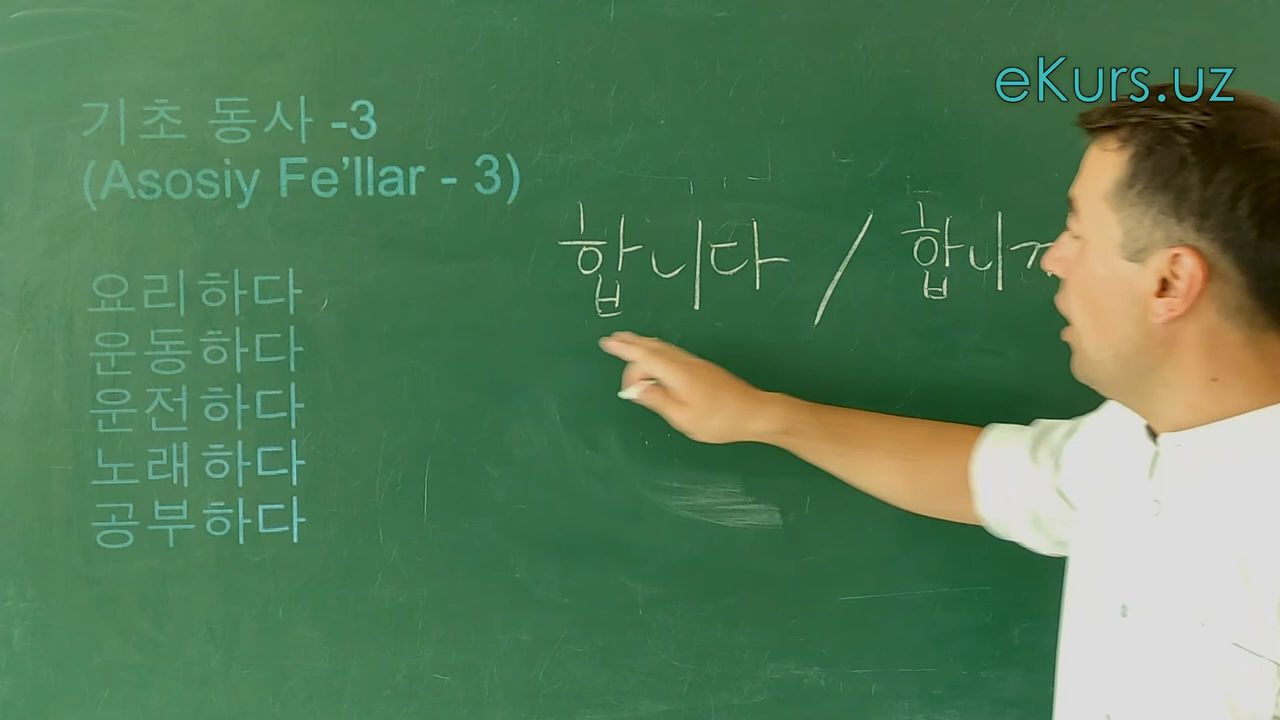 eKurs.uz
기초 동사 -3
(Asosiy Fe'llar - 3)
합니다 / 합니
요리하다
운동하다
운전하다
노래하다
공부하다